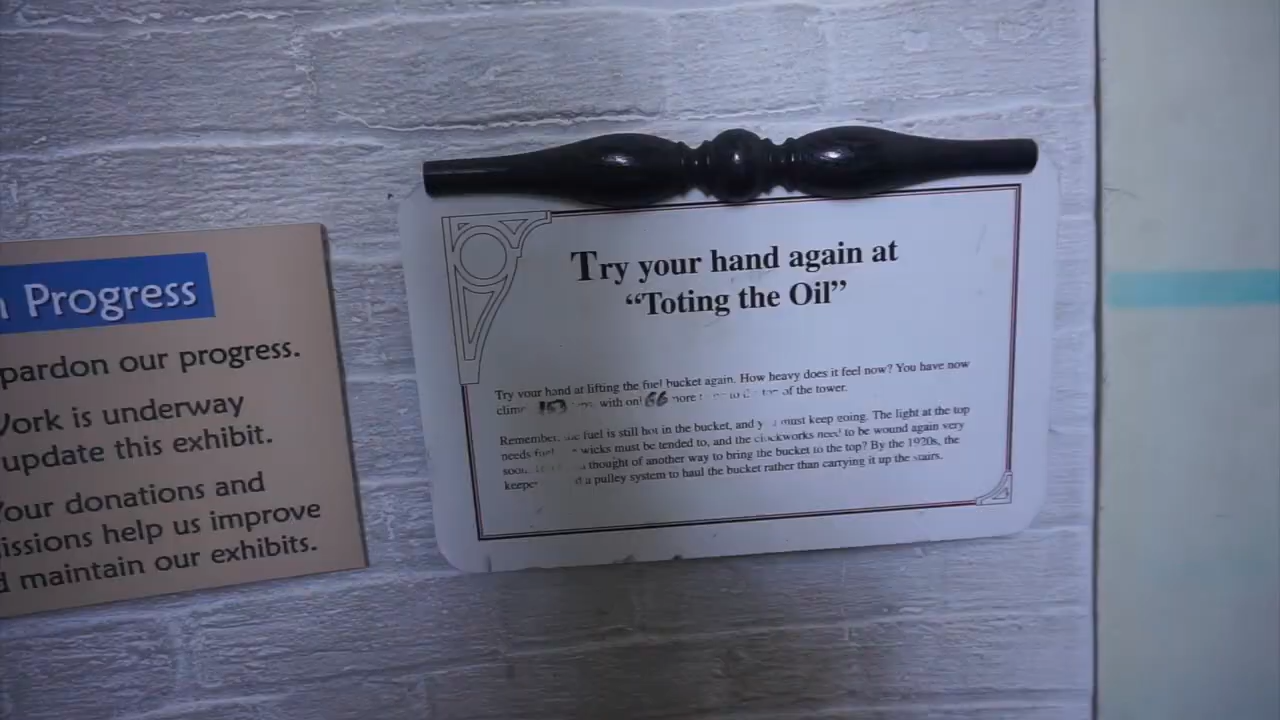 Progress
pardon our progress.
Work is underway
update this exhibit.
Your donations and
issions help us improve
d maintain our exhibits.
Try your hand again at
“Toting the Oil”
Try your hand at lifting the fuel bucket again. How heavy does it feel now? You have now
with 66 more of the tower.
Remember, fuel is still hot in the bucket, and must keep going. The light at the top
needs fuel wicks must be tended to, and the clockworks need to be wound again very
thought of another way to bring the bucket to the top? By the 1920s, the
a pulley system to haul the bucket rather than carrying it up the stairs.